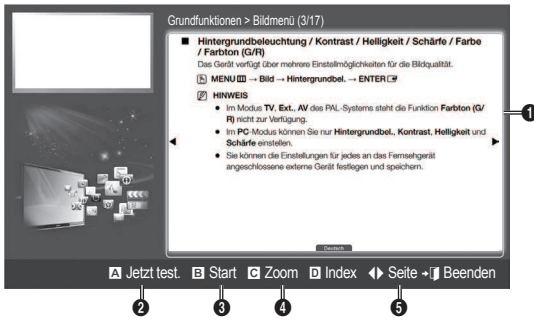 Grundfunktionen > Bildmenü (3/17)
■ Hintergrundbeleuchtung / Kontrast / Helligkeit / Schärfe / Farbe
/ Farbton (G/R)
Das Gerät verfügt über mehrere Einstellmöglichkeiten für die Bildqualität.
MENU → Bild → Hintergrundbel. → ENTER
HINWEIS
● Im Modus TV, Ext., AV des PAL-Systems steht die Funktion Farbton (G/
R) nicht zur Verfügung.
● Im PC-Modus können Sie nur Hintergrundbel., Kontrast, Helligkeit und
Schärfe einstellen.
● Sie können die Einstellungen für jedes an das Fernsehgerät
angeschlossene externe Gerät festlegen und speichern.
1
Deutsch
A Jetzt test. B Start C Zoom D Index ◀▶ Seite Beenden
2 3 4 5